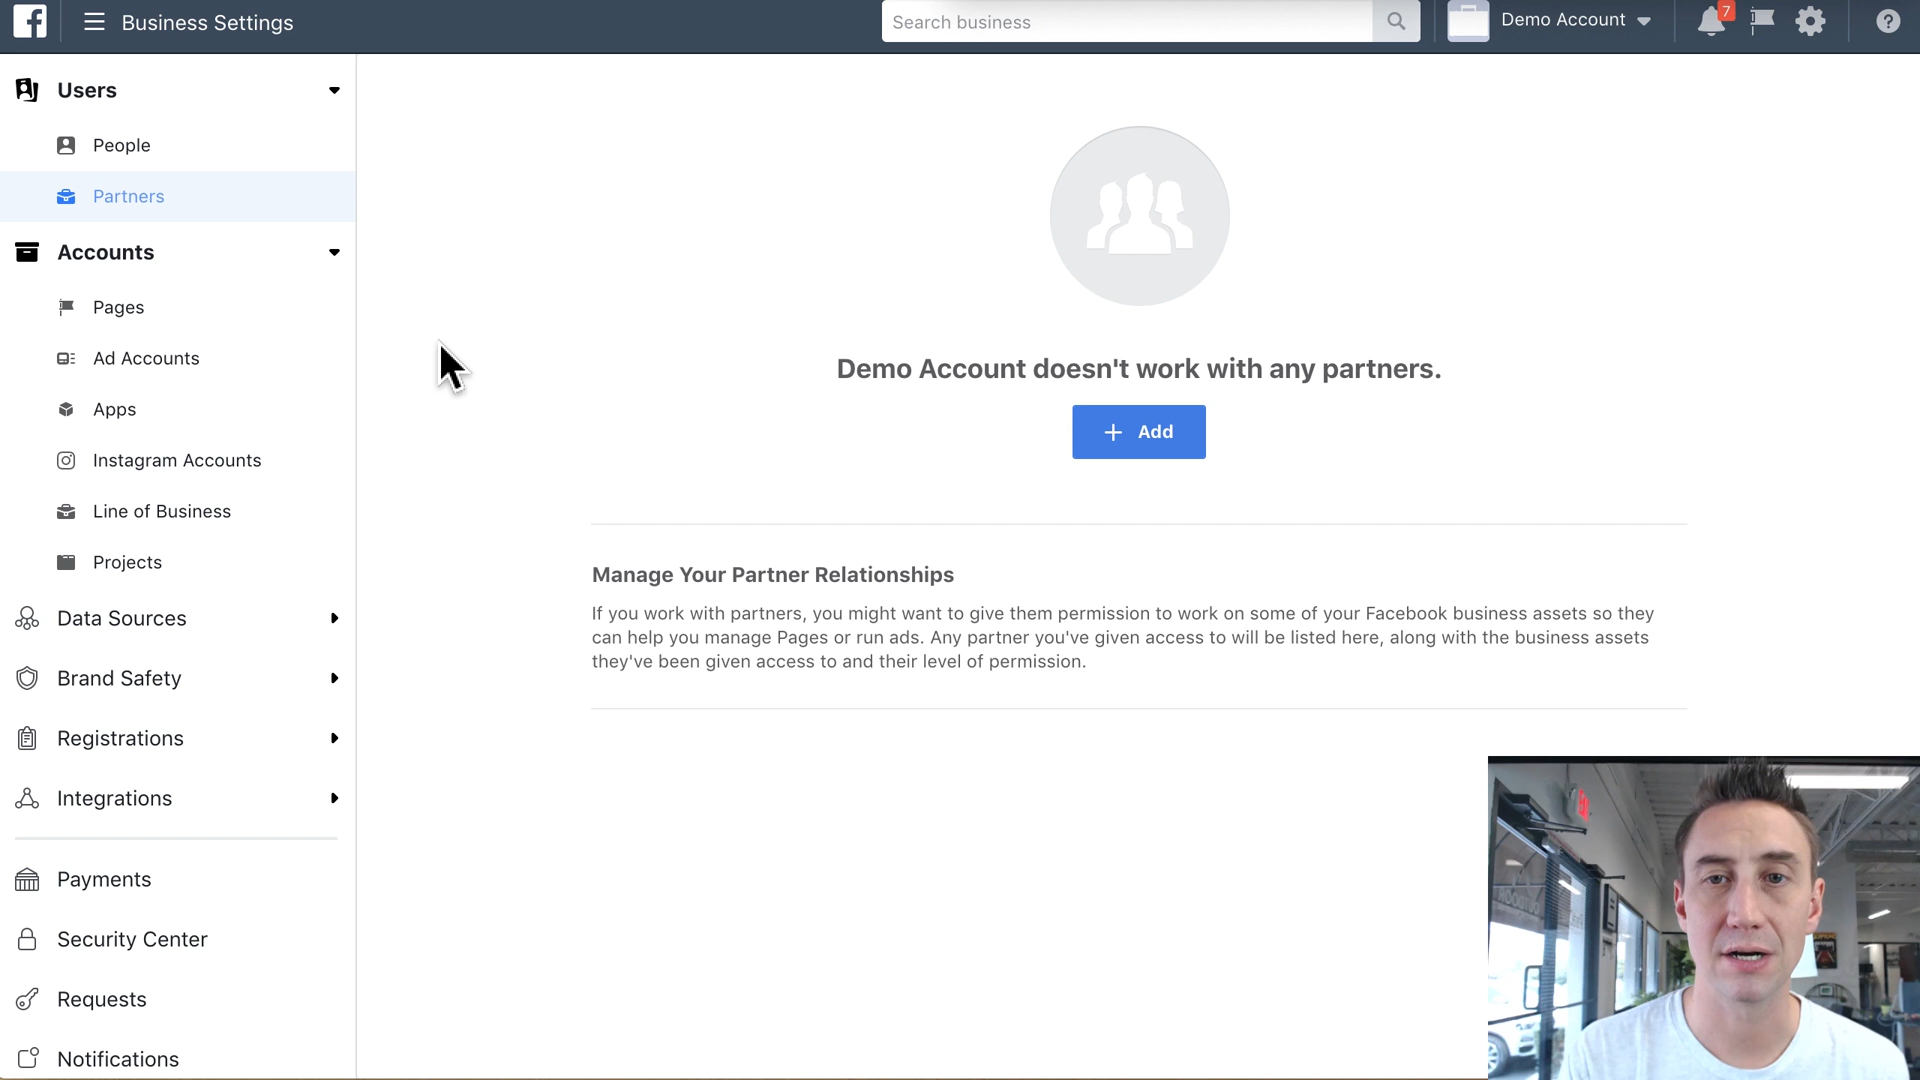 Business Settings
Search business
Demo Account
7
?
Users
People
Partners
Accounts
Pages
Ad Accounts
Apps
Instagram Accounts
Line of Business
Projects
Data Sources
Brand Safety
Registrations
Integrations
Payments
Security Center
Requests
Notifications
Demo Account doesn't work with any partners.
+ Add
Manage Your Partner Relationships
If you work with partners, you might want to give them permission to work on some of your Facebook business assets so they
can help you manage Pages or run ads. Any partner you've given access to will be listed here, along with the business assets
they've been given access to and their level of permission.